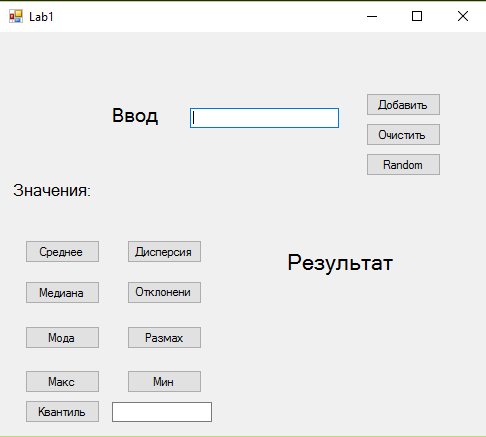 Lab1
Ввод
Добавить
Очистить
Random
Значения:
Среднее Дисперсия
Результат
Медиана Отклонени
Мода Размах
Макс Мин
Квантиль